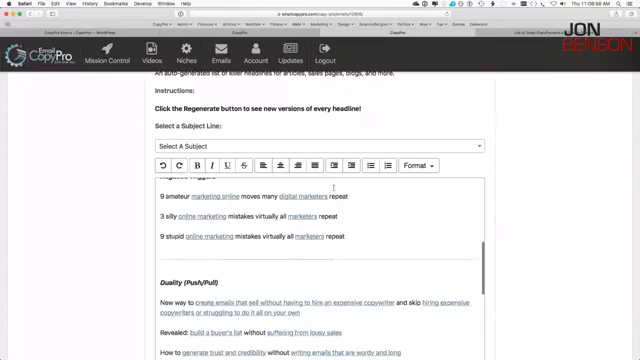 Safari File Edit View History Bookmarks Develop Window Help
Thu 11:06:50 AM
JON BENSON
Email CopyPro
Mission Control
Videos
Niches
Emails
Account
Updates
Logout
An auto-generated list of killer headlines for articles, sales pages, blogs, and more.
Instructions:
Click the Regenerate button to see new versions of every headline!
Select a Subject Line:
Select A Subject
B I U S Format
Negative Triggers
9 amateur marketing online moves many digital marketers repeat
3 silly online marketing mistakes virtually all marketers repeat
9 stupid online marketing mistakes virtually all marketers repeat
Duality (Push/Pull)
New way to create emails that sell without having to hire an expensive copywriter and skip hiring expensive
copywriters or struggling to do it all on your own
Revealed: build a buyer's list without suffering from lousy sales
How to generate trust and credibility without writing emails that are wordy and long